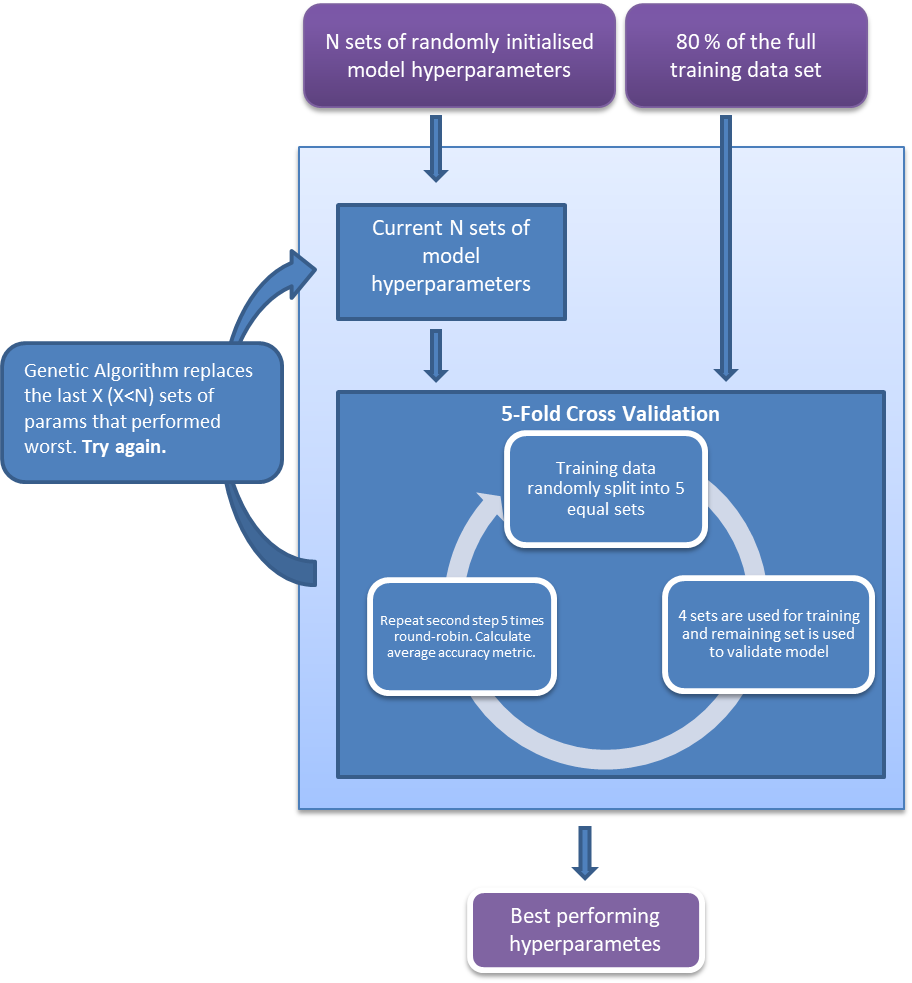 N sets of randomly initialised
model hyperparameters
80 % of the full
training data set
Current N sets of
model
hyperparameters
Genetic Algorithm replaces
the last X (X<N) sets of
params that performed
worst. Try again.
5-Fold Cross Validation
Training data
randomly split into 5
equal sets
4 sets are used for training
and remaining set is used
to validate model
Repeat second step 5 times
round-robin. Calculate
average accuracy metric.
Best performing
hyperparametes